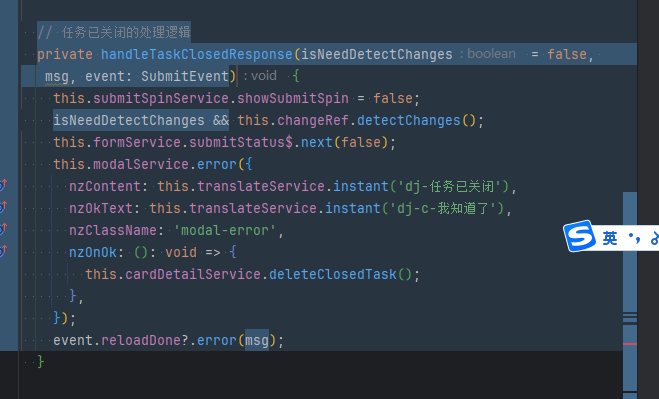 // 任务已关闭的处理逻辑
private handleTaskClosedResponse(isNeedDetectChanges : boolean = false,
msg, event: SubmitEvent) : void {
this.submitSpinService.showSubmitSpin = false;
isNeedDetectChanges && this.changeRef.detectChanges();
this.formService.submitStatus$.next(false);
this.modalService.error({
nzContent: this.translateService.instant('dj-任务已关闭'),
nzOkText: this.translateService.instant('dj-c-我知道了'),
nzClassName: 'modal-error',
nzOnOk: (): void => {
this.cardDetailService.deleteClosedTask();
},
});
event.reloadDone?.error(msg);
}
S 英